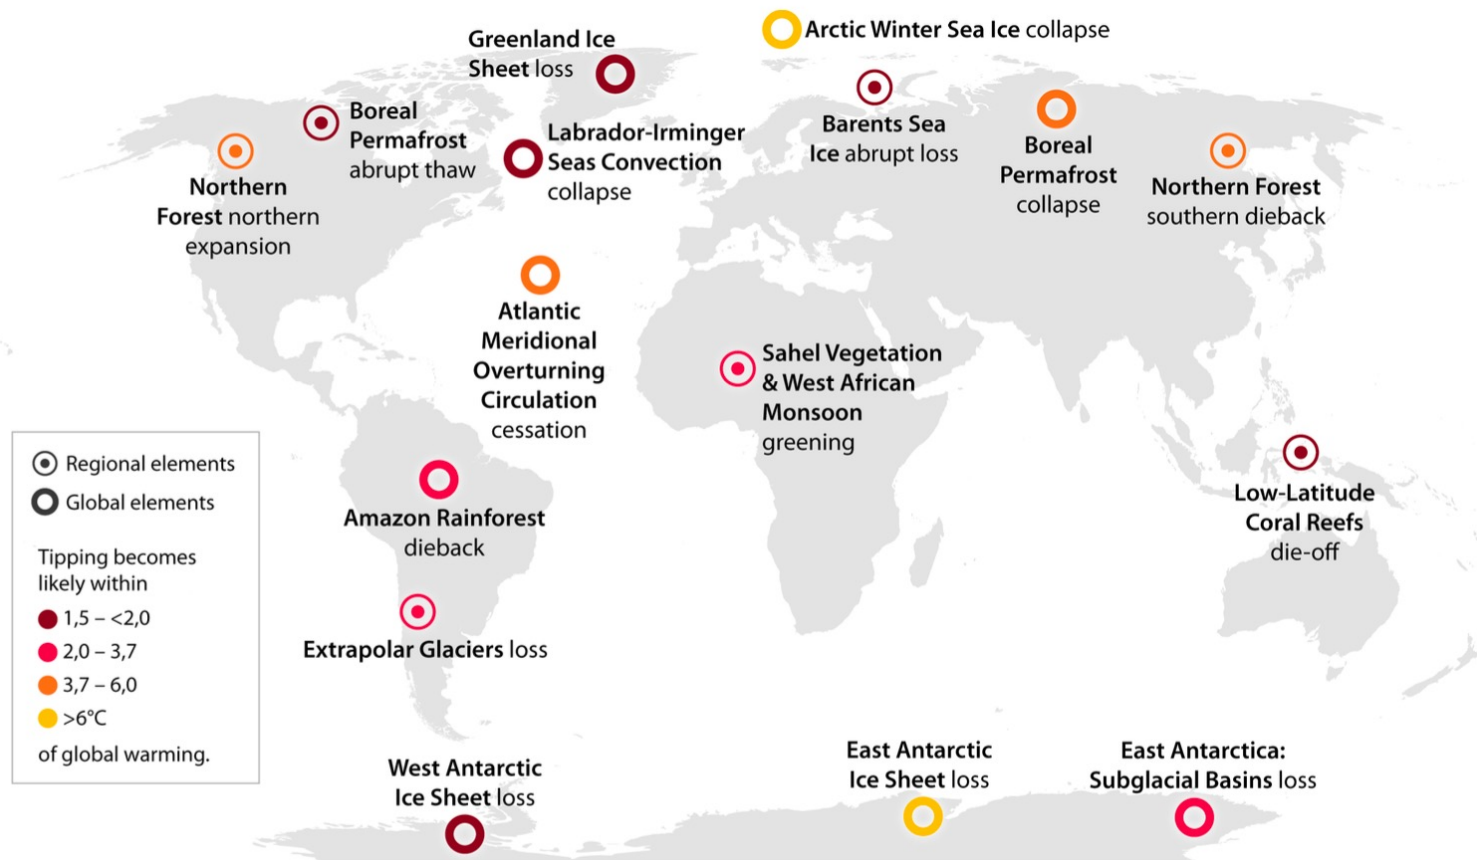 Arctic Winter Sea Ice collapse
Greenland Ice
Sheet loss
Boreal
Permafrost
abrupt thaw
Labrador-Irminger
Seas Convection
collapse
Barents Sea
Ice abrupt loss
Boreal
Permafrost
collapse
Northern Forest
southern dieback
Northern
Forest northern
expansion
Atlantic
Meridional
Overturning
Circulation
cessation
Sahel Vegetation
& West African
Monsoon
greening
Low-Latitude
Coral Reefs
die-off
Amazon Rainforest
dieback
Extrapolar Glaciers loss
Regional elements
Global elements
Tipping becomes
likely within
1,5 – <2,0
2,0 – 3,7
3,7 – 6,0
>6°C
of global warming.
West Antarctic
Ice Sheet loss
East Antarctic
Ice Sheet loss
East Antarctica:
Subglacial Basins loss